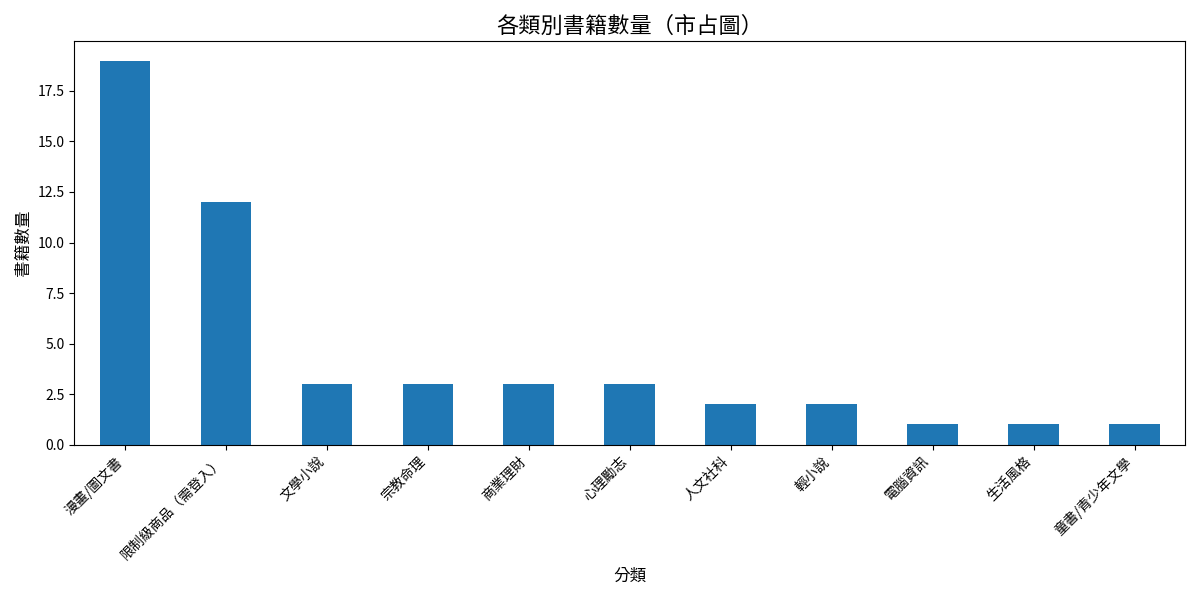 各類別書籍數量（市占圖）
書籍數量
17.5
15.0
12.5
10.0
7.5
5.0
2.5
0.0
漫畫/圖文書
限制級商品（需登入）
文學小說
宗教命理
商業理財
心理勵志
人文社科
輕小說
電腦資訊
生活風格
童書/青少年文學
分類